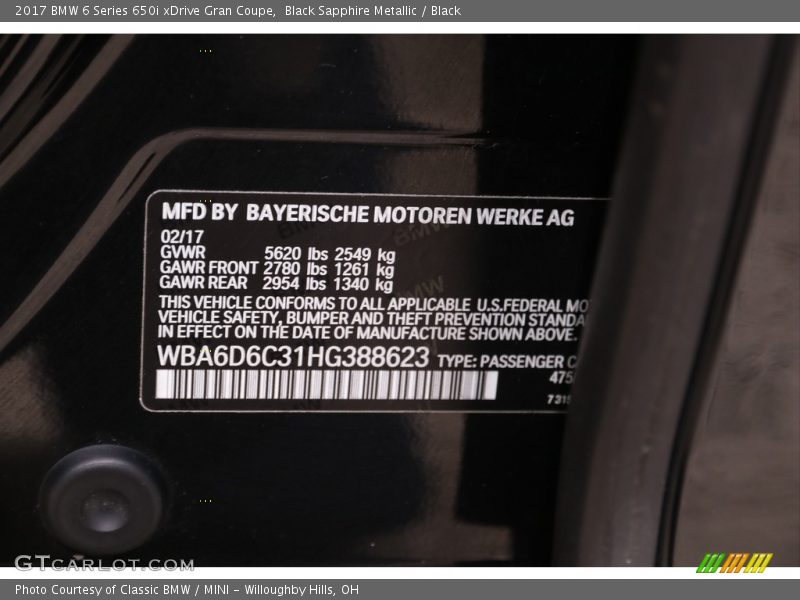 2017 BMW 6 Series 650i xDrive Gran Coupe,  Black Sapphire Metallic / Black
MFD BY BAYERISCHE MOTOREN WERKE AG
02/17
GVWR 5620 lbs 2549 kg
GAWR FRONT 2780 lbs 1261 kg
GAWR REAR 2954 lbs 1340 kg
THIS VEHICLE CONFORMS TO ALL APPLICABLE U.S.FEDERAL MO
VEHICLE SAFETY, BUMPER AND THEFT PREVENTION STANDA
IN EFFECT ON THE DATE OF MANUFACTURE SHOWN ABOVE.
WBA6D6C31HG388623 TYPE: PASSENGER C
475
7315
GTCARLOT.COM
Photo Courtesy of Classic BMW / MINI - Willoughby Hills, OH